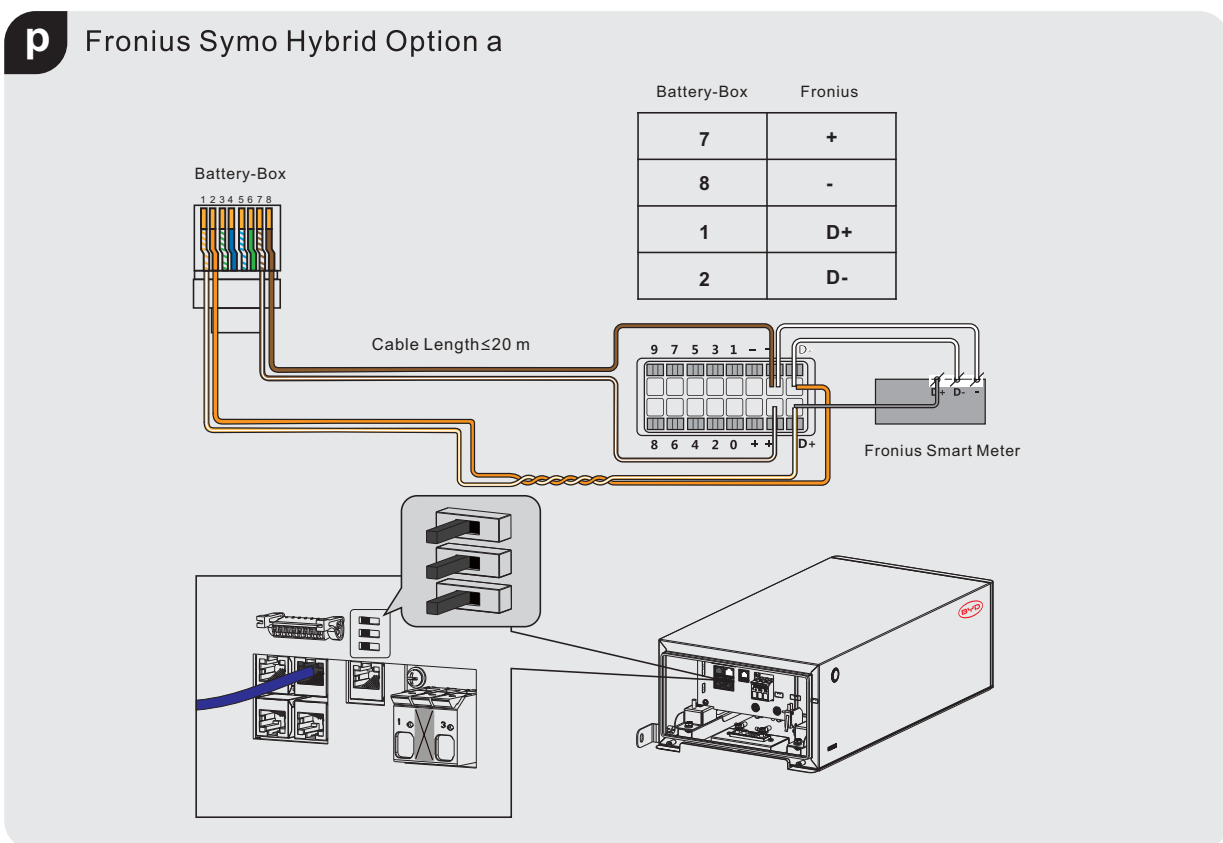 p Fronius Symo Hybrid Option a
Battery-Box Fronius
7 +
8 -
1 D+
2 D-
Battery-Box
1 2 3 4 5 6 7 8
Cable Length≤20 m
9 7 5 3 1 - - D-
8 6 4 2 0 + + D+
D+ D- -
Fronius Smart Meter
BYD
1 3